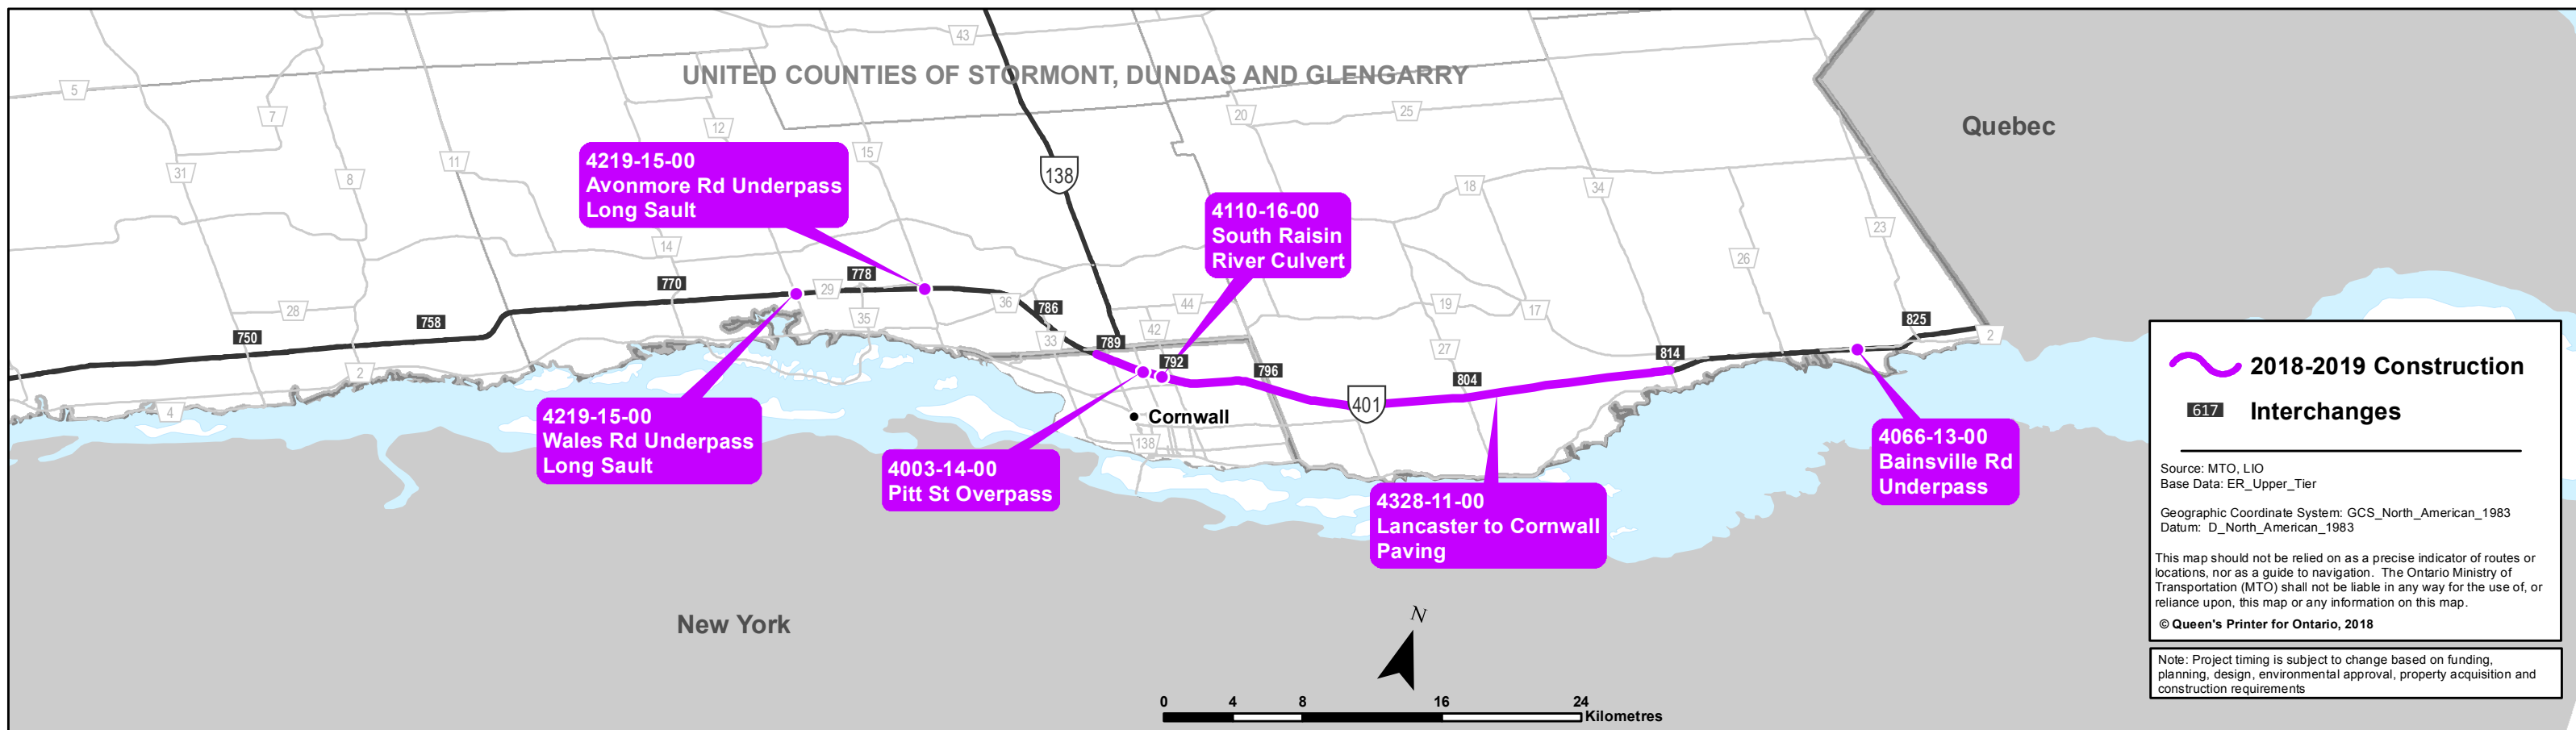 43
UNITED COUNTIES OF STORMONT, DUNDAS AND GLENGARRY
5
7
12
20
25
Quebec
31
11
8
15
4219-15-00
Avonmore Rd Underpass
Long Sault
138
18
34
4110-16-00
South Raisin
River Culvert
23
14
26
770
29
778
36
44
19
17
28
786
35
42
33
750
758
789
792
796
27
804
814
825
2
2
4
401
Cornwall
138
4219-15-00
Wales Rd Underpass
Long Sault
4003-14-00
Pitt St Overpass
4328-11-00
Lancaster to Cornwall
Paving
4066-13-00
Bainsville Rd
Underpass
New York
N
0 4 8 16 24
Kilometres
2018-2019 Construction
617 Interchanges
Source: MTO, LIO
Base Data: ER_Upper_Tier
Geographic Coordinate System: GCS_North_American_1983
Datum: D_North_American_1983
This map should not be relied on as a precise indicator of routes or
locations, nor as a guide to navigation. The Ontario Ministry of
Transportation (MTO) shall not be liable in any way for the use of, or
reliance upon, this map or any information on this map.
© Queen's Printer for Ontario, 2018
Note: Project timing is subject to change based on funding,
planning, design, environmental approval, property acquisition and
construction requirements